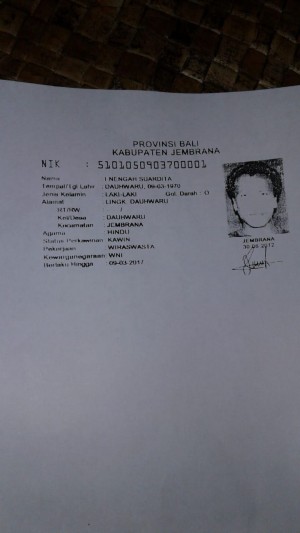 PROVINSI BALI
KABUPATEN JEMBRANA
NIK : 5101050903700001
Nama : I NENGAH SUARDITA
Tempat/Tgl Lahir : DAUHWARU, 09-03-1970
Jenis Kelamin : LAKI-LAKI Gol. Darah : O
Alamat : LINGK. DAUHWARU
RT/RW : /
Kel/Desa : DAUHWARU
Kecamatan : JEMBRANA
Agama : HINDU
Status Perkawinan : KAWIN
Pekerjaan : WIRASWASTA
Kewarganegaraan : WNI
Berlaku Hingga : 09-03-2017
JEMBRANA